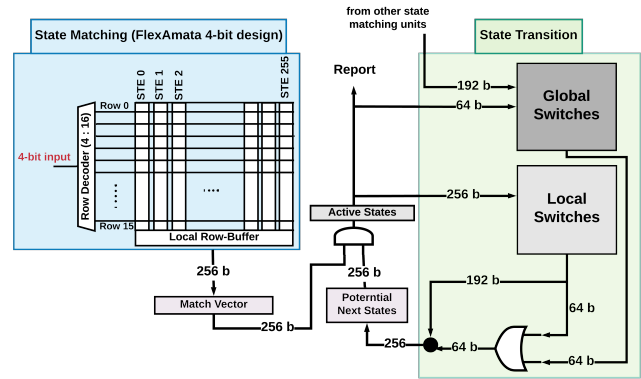 from other state
matching units
State Matching (FlexAmata 4-bit design)
State Transition
STE 0
STE 1
STE 2
STE 255
Report
192 b
64 b
Global
Switches
Row 0
4-bit input
Row Decoder (4 : 16)
Row 15
Local Row-Buffer
256 b
Local
Switches
Active States
256 b
256 b
192 b
Match Vector
Potenntial
Next States
64 b
256 b
256
64 b
64 b